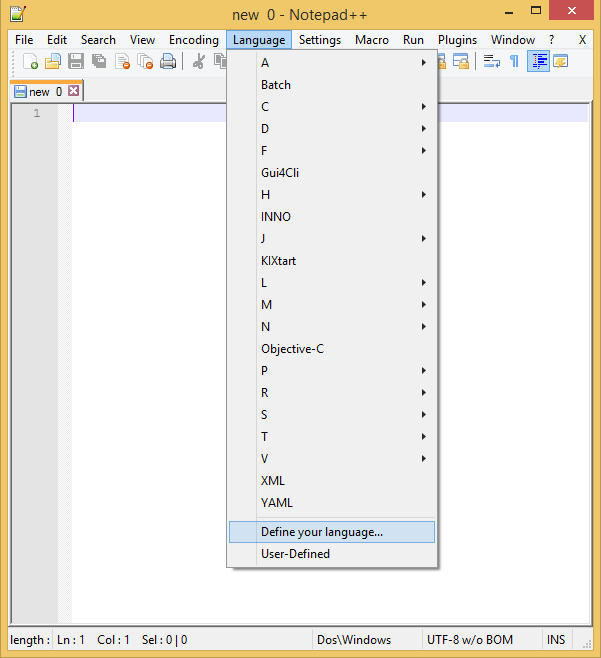 new 0 - Notepad++
File Edit Search View Encoding Language Settings Macro Run Plugins Window ? X
new 0
1
A
Batch
C
D
F
Gui4Cli
H
INNO
J
KIXtart
L
M
N
Objective-C
P
R
S
T
V
XML
YAML
Define your language...
User-Defined
length : Ln : 1 Col : 1 Sel : 0 | 0 Dos\Windows UTF-8 w/o BOM INS